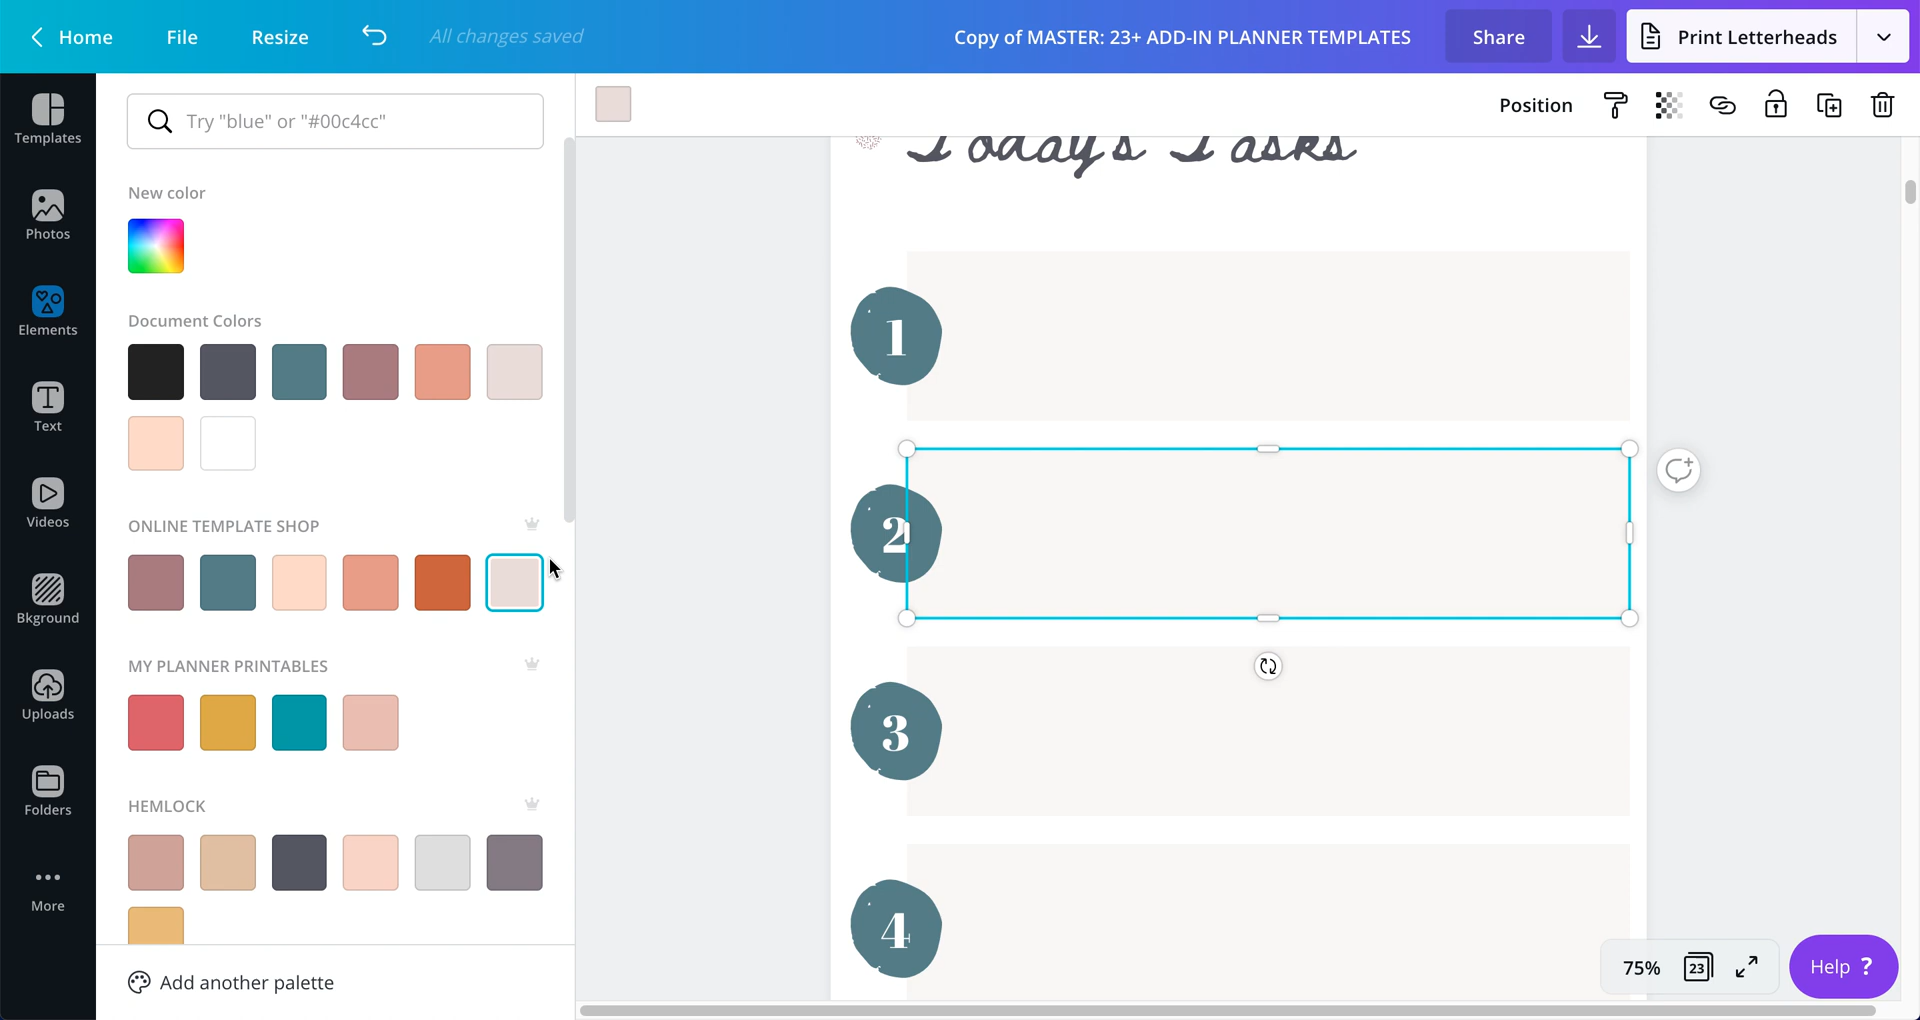 Home File Resize All changes saved Copy of MASTER: 23+ ADD-IN PLANNER TEMPLATES Share Print Letterheads
Templates
Photos
Elements
Text
Videos
Bkground
Uploads
Folders
More
Try "blue" or "#00c4cc"
New color
Document Colors
ONLINE TEMPLATE SHOP
MY PLANNER PRINTABLES
HEMLOCK
Add another palette
Position
Today's Tasks
1
2
3
4
75% 23 Help ?